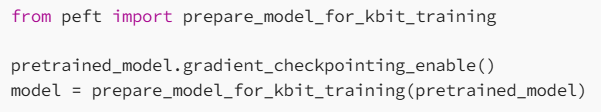 from peft import prepare_model_for_kbit_training

pretrained_model.gradient_checkpointing_enable()
model = prepare_model_for_kbit_training(pretrained_model)